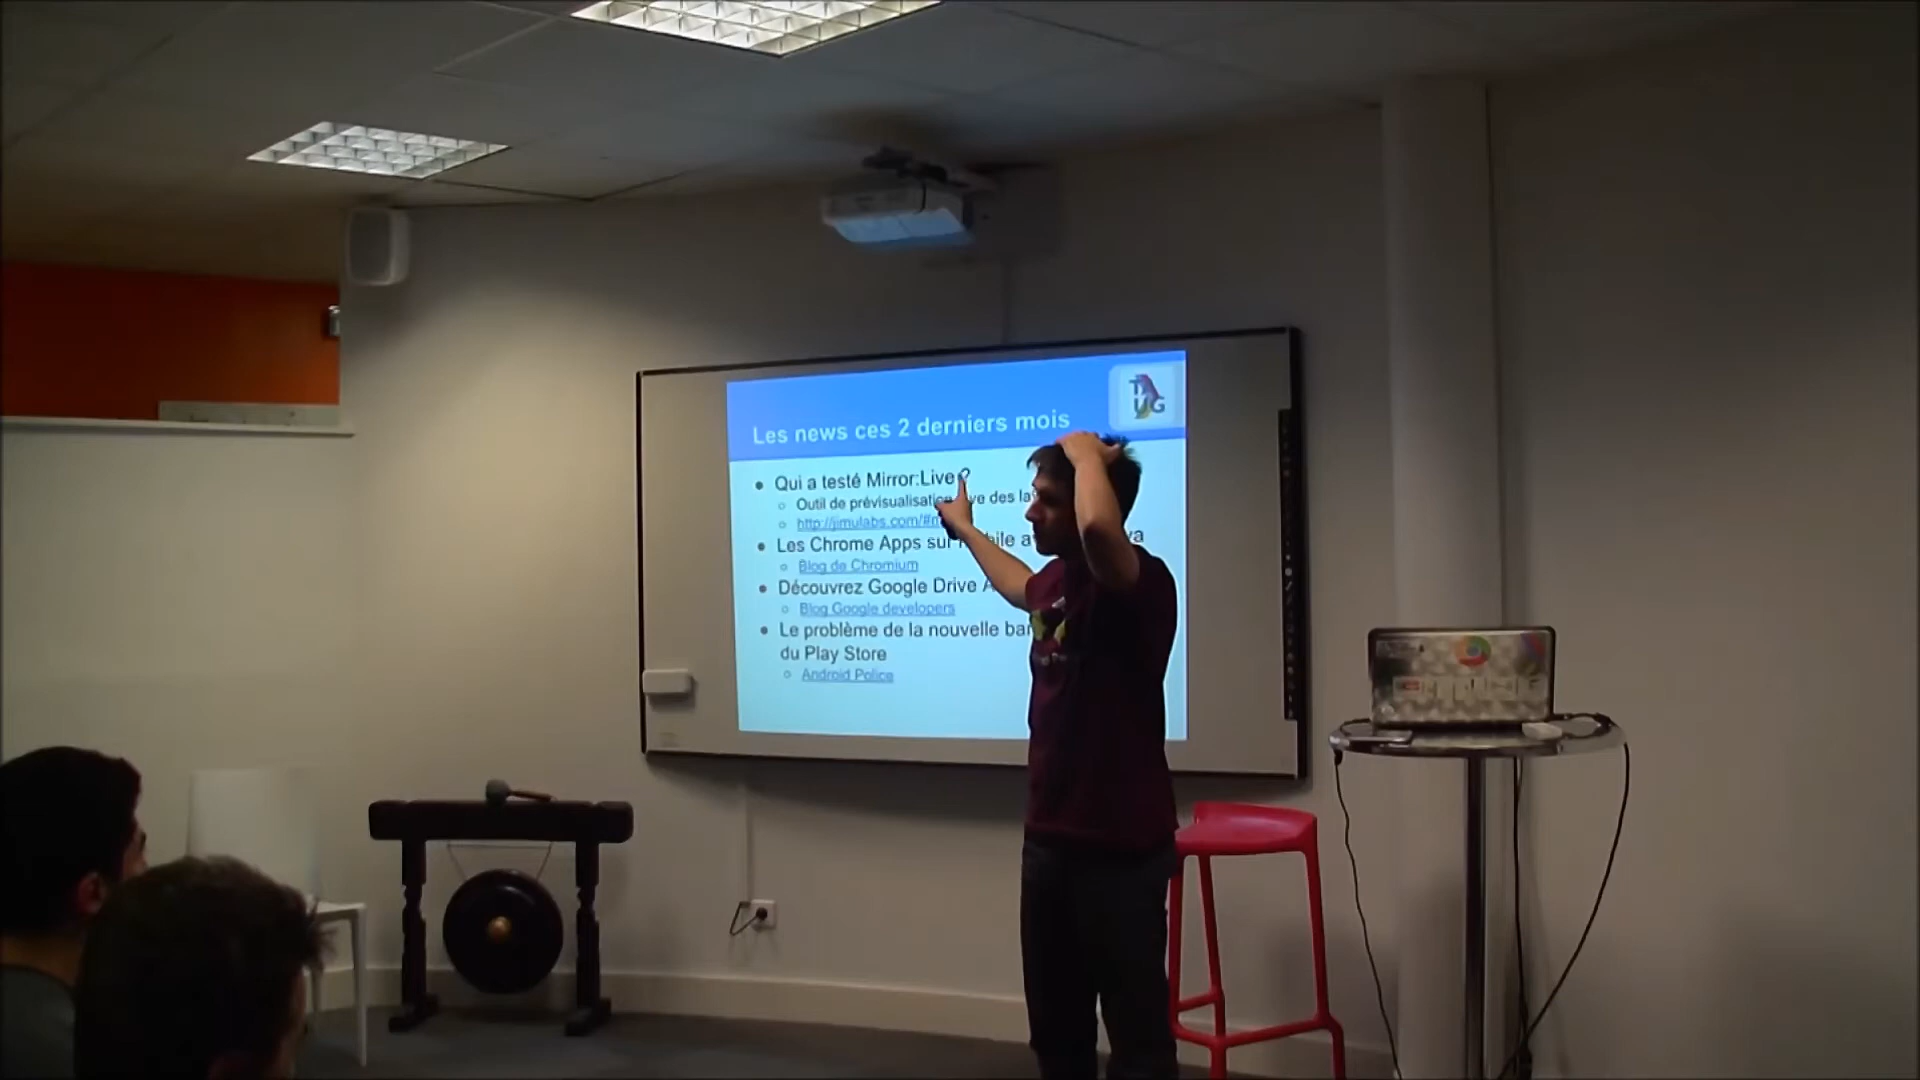 Les news ces 2 derniers mois
Qui a testé Mirror:Live ?
Outil de prévisualisation des
http://jimulabs.com/#
Les Chrome Apps sur
Blog de Chromium
Découvrez Google Drive
Blog Google developers
Le problème de la nouvelle
du Play Store
Android Police